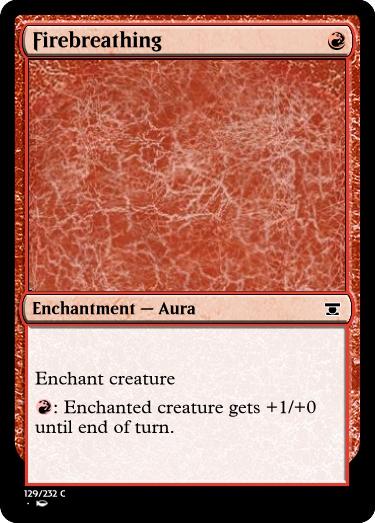 Firebreathing
Enchantment — Aura
Enchant creature
: Enchanted creature gets +1/+0
until end of turn.
129/232 C